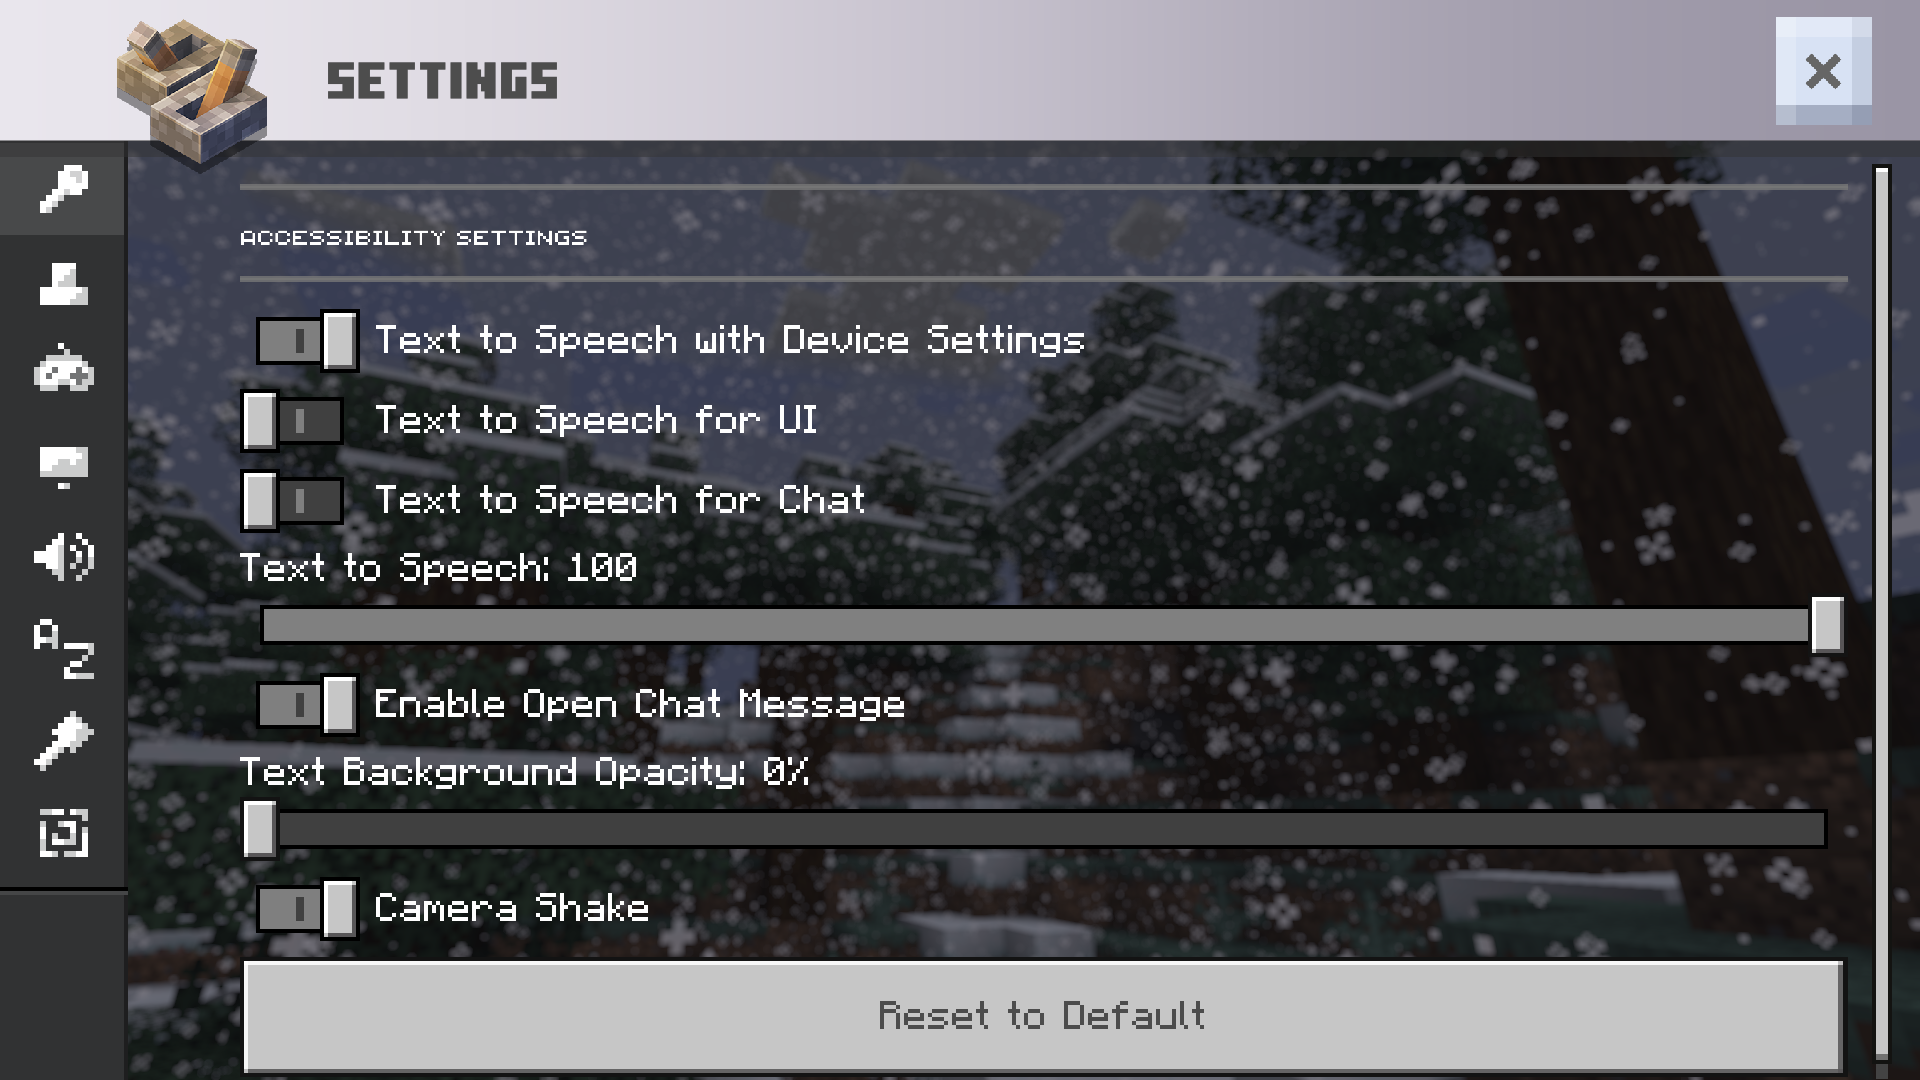 SETTINGS
ACCESSIBILITY SETTINGS
Text to Speech with Device Settings
Text to Speech for UI
Text to Speech for Chat
Text to Speech: 100
Enable Open Chat Message
Text Background Opacity: 0%
Camera Shake
Reset to Default